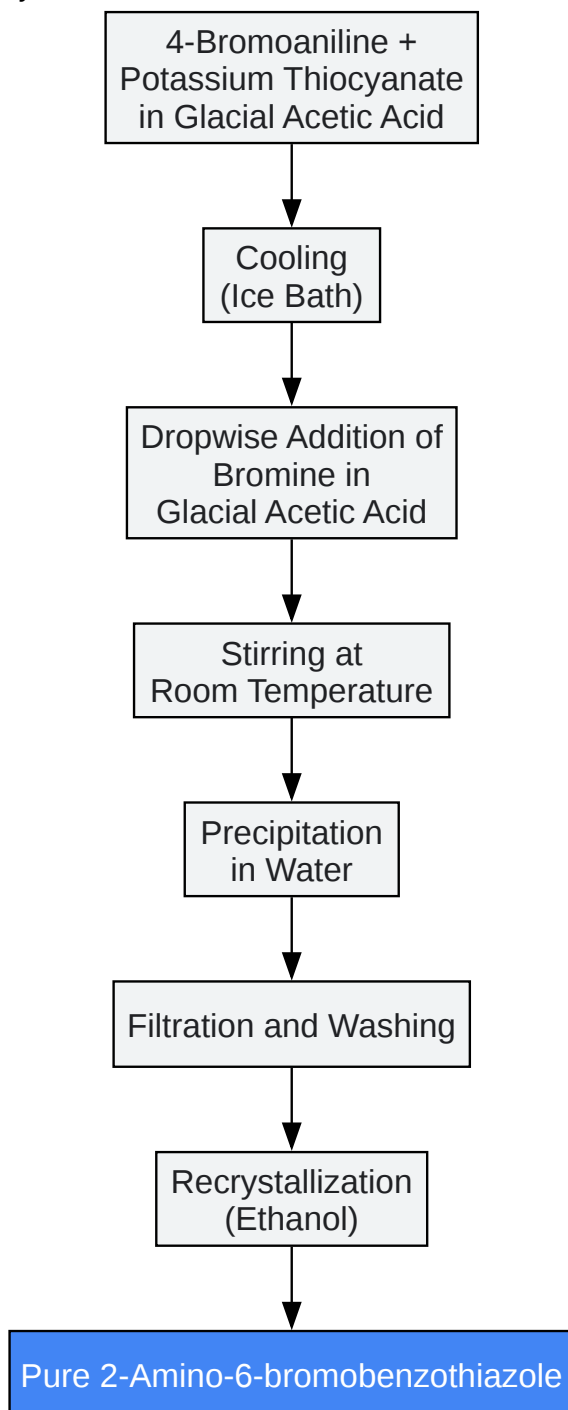 4-Bromoaniline +
Potassium Thiocyanate
in Glacial Acetic Acid
Cooling
(Ice Bath)
Dropwise Addition of
Bromine in
Glacial Acetic Acid
Stirring at
Room Temperature
Precipitation
in Water
Filtration and Washing
Recrystallization
(Ethanol)
Pure 2-Amino-6-bromobenzothiazole